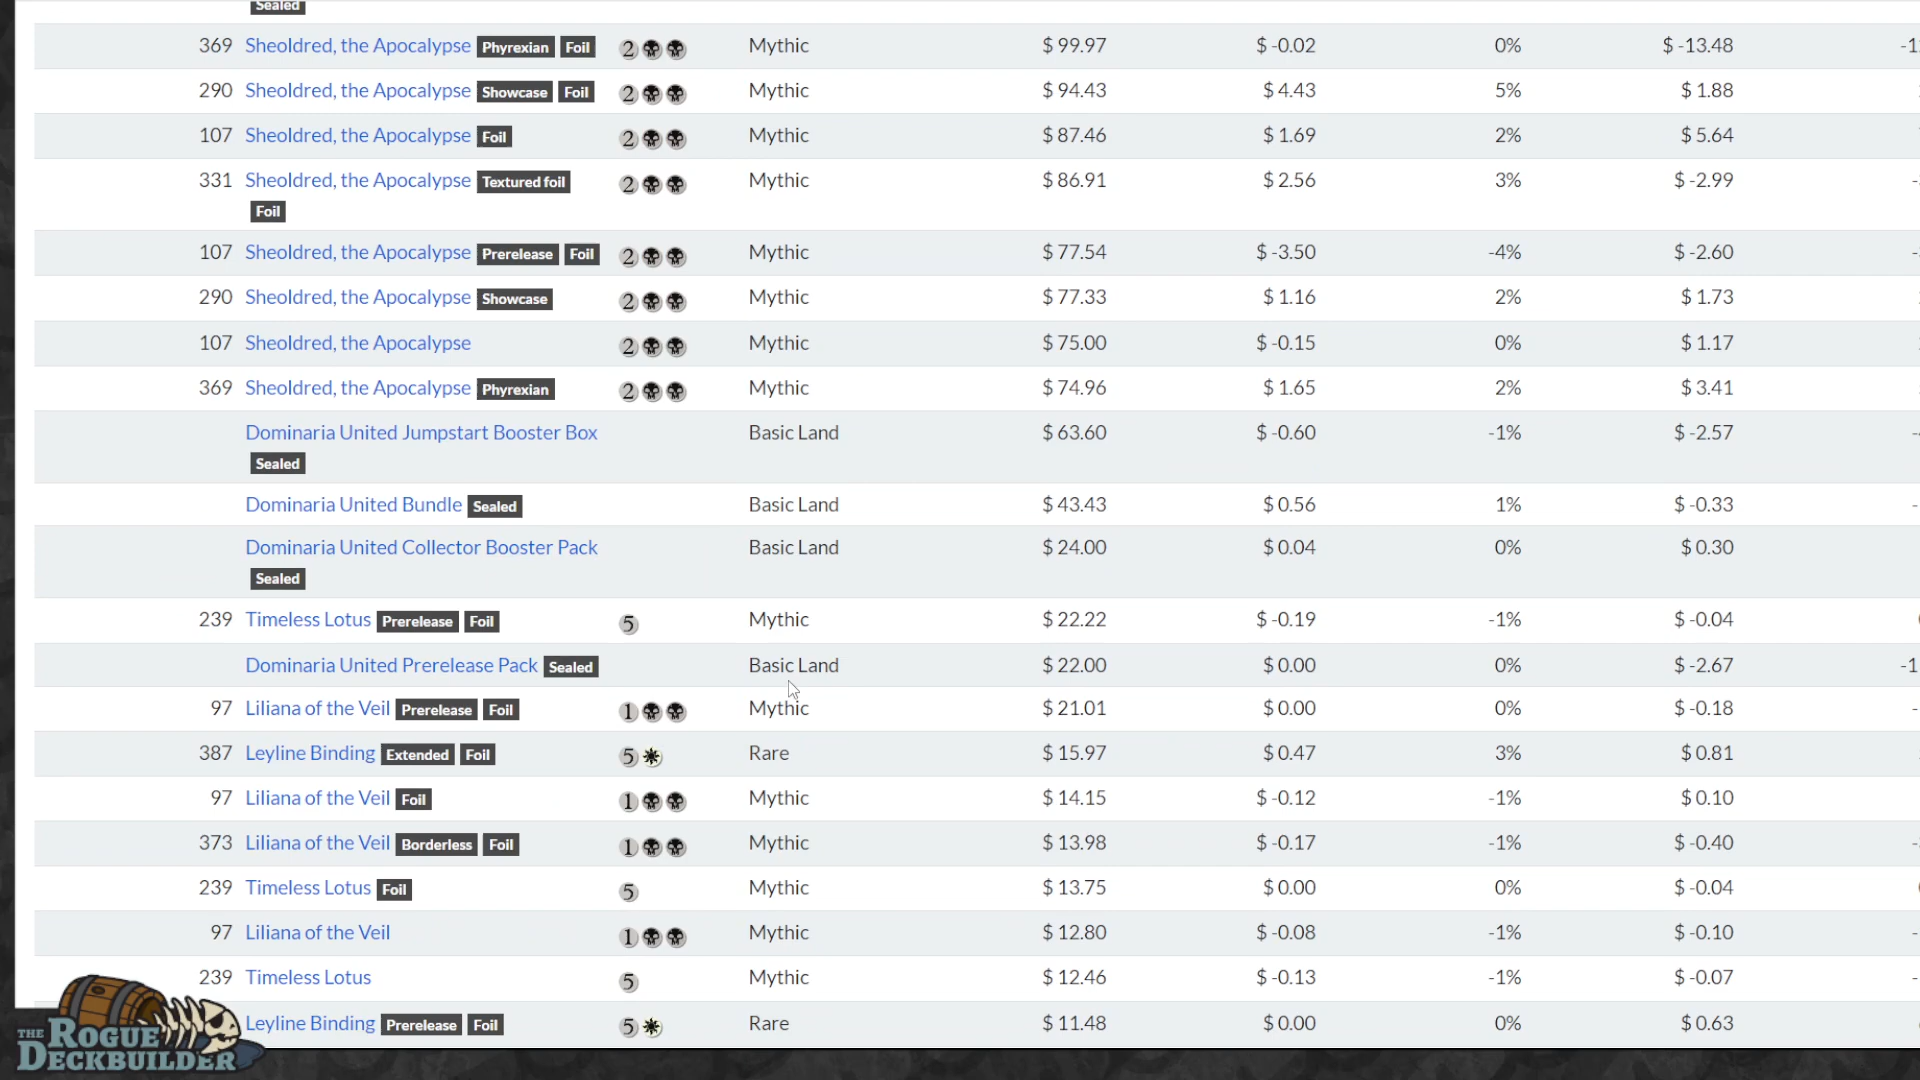 Sealed
369 Sheoldred, the Apocalypse Phyrexian Foil 2 Mythic $ 99.97 $ -0.02 0% $ -13.48
290 Sheoldred, the Apocalypse Showcase Foil 2 Mythic $ 94.43 $ 4.43 5% $ 1.88
107 Sheoldred, the Apocalypse Foil 2 Mythic $ 87.46 $ 1.69 2% $ 5.64
331 Sheoldred, the Apocalypse Textured foil 2 Mythic $ 86.91 $ 2.56 3% $ -2.99
Foil
107 Sheoldred, the Apocalypse Prerelease Foil 2 Mythic $ 77.54 $ -3.50 -4% $ -2.60
290 Sheoldred, the Apocalypse Showcase 2 Mythic $ 77.33 $ 1.16 2% $ 1.73
107 Sheoldred, the Apocalypse 2 Mythic $ 75.00 $ -0.15 0% $ 1.17
369 Sheoldred, the Apocalypse Phyrexian 2 Mythic $ 74.96 $ 1.65 2% $ 3.41
Dominaria United Jumpstart Booster Box Basic Land $ 63.60 $ -0.60 -1% $ -2.57
Sealed
Dominaria United Bundle Sealed Basic Land $ 43.43 $ 0.56 1% $ -0.33
Dominaria United Collector Booster Pack Basic Land $ 24.00 $ 0.04 0% $ 0.30
Sealed
239 Timeless Lotus Prerelease Foil 5 Mythic $ 22.22 $ -0.19 -1% $ -0.04
Dominaria United Prerelease Pack Sealed Basic Land $ 22.00 $ 0.00 0% $ -2.67
97 Liliana of the Veil Prerelease Foil 1 Mythic $ 21.01 $ 0.00 0% $ -0.18
387 Leyline Binding Extended Foil 5 Rare $ 15.97 $ 0.47 3% $ 0.81
97 Liliana of the Veil Foil 1 Mythic $ 14.15 $ -0.12 -1% $ 0.10
373 Liliana of the Veil Borderless Foil 1 Mythic $ 13.98 $ -0.17 -1% $ -0.40
239 Timeless Lotus Foil 5 Mythic $ 13.75 $ 0.00 0% $ -0.04
97 Liliana of the Veil 1 Mythic $ 12.80 $ -0.08 -1% $ -0.10
239 Timeless Lotus 5 Mythic $ 12.46 $ -0.13 -1% $ -0.07
Leyline Binding Prerelease Foil 5 Rare $ 11.48 $ 0.00 0% $ 0.63
THE ROGUE
DECKBUILDER